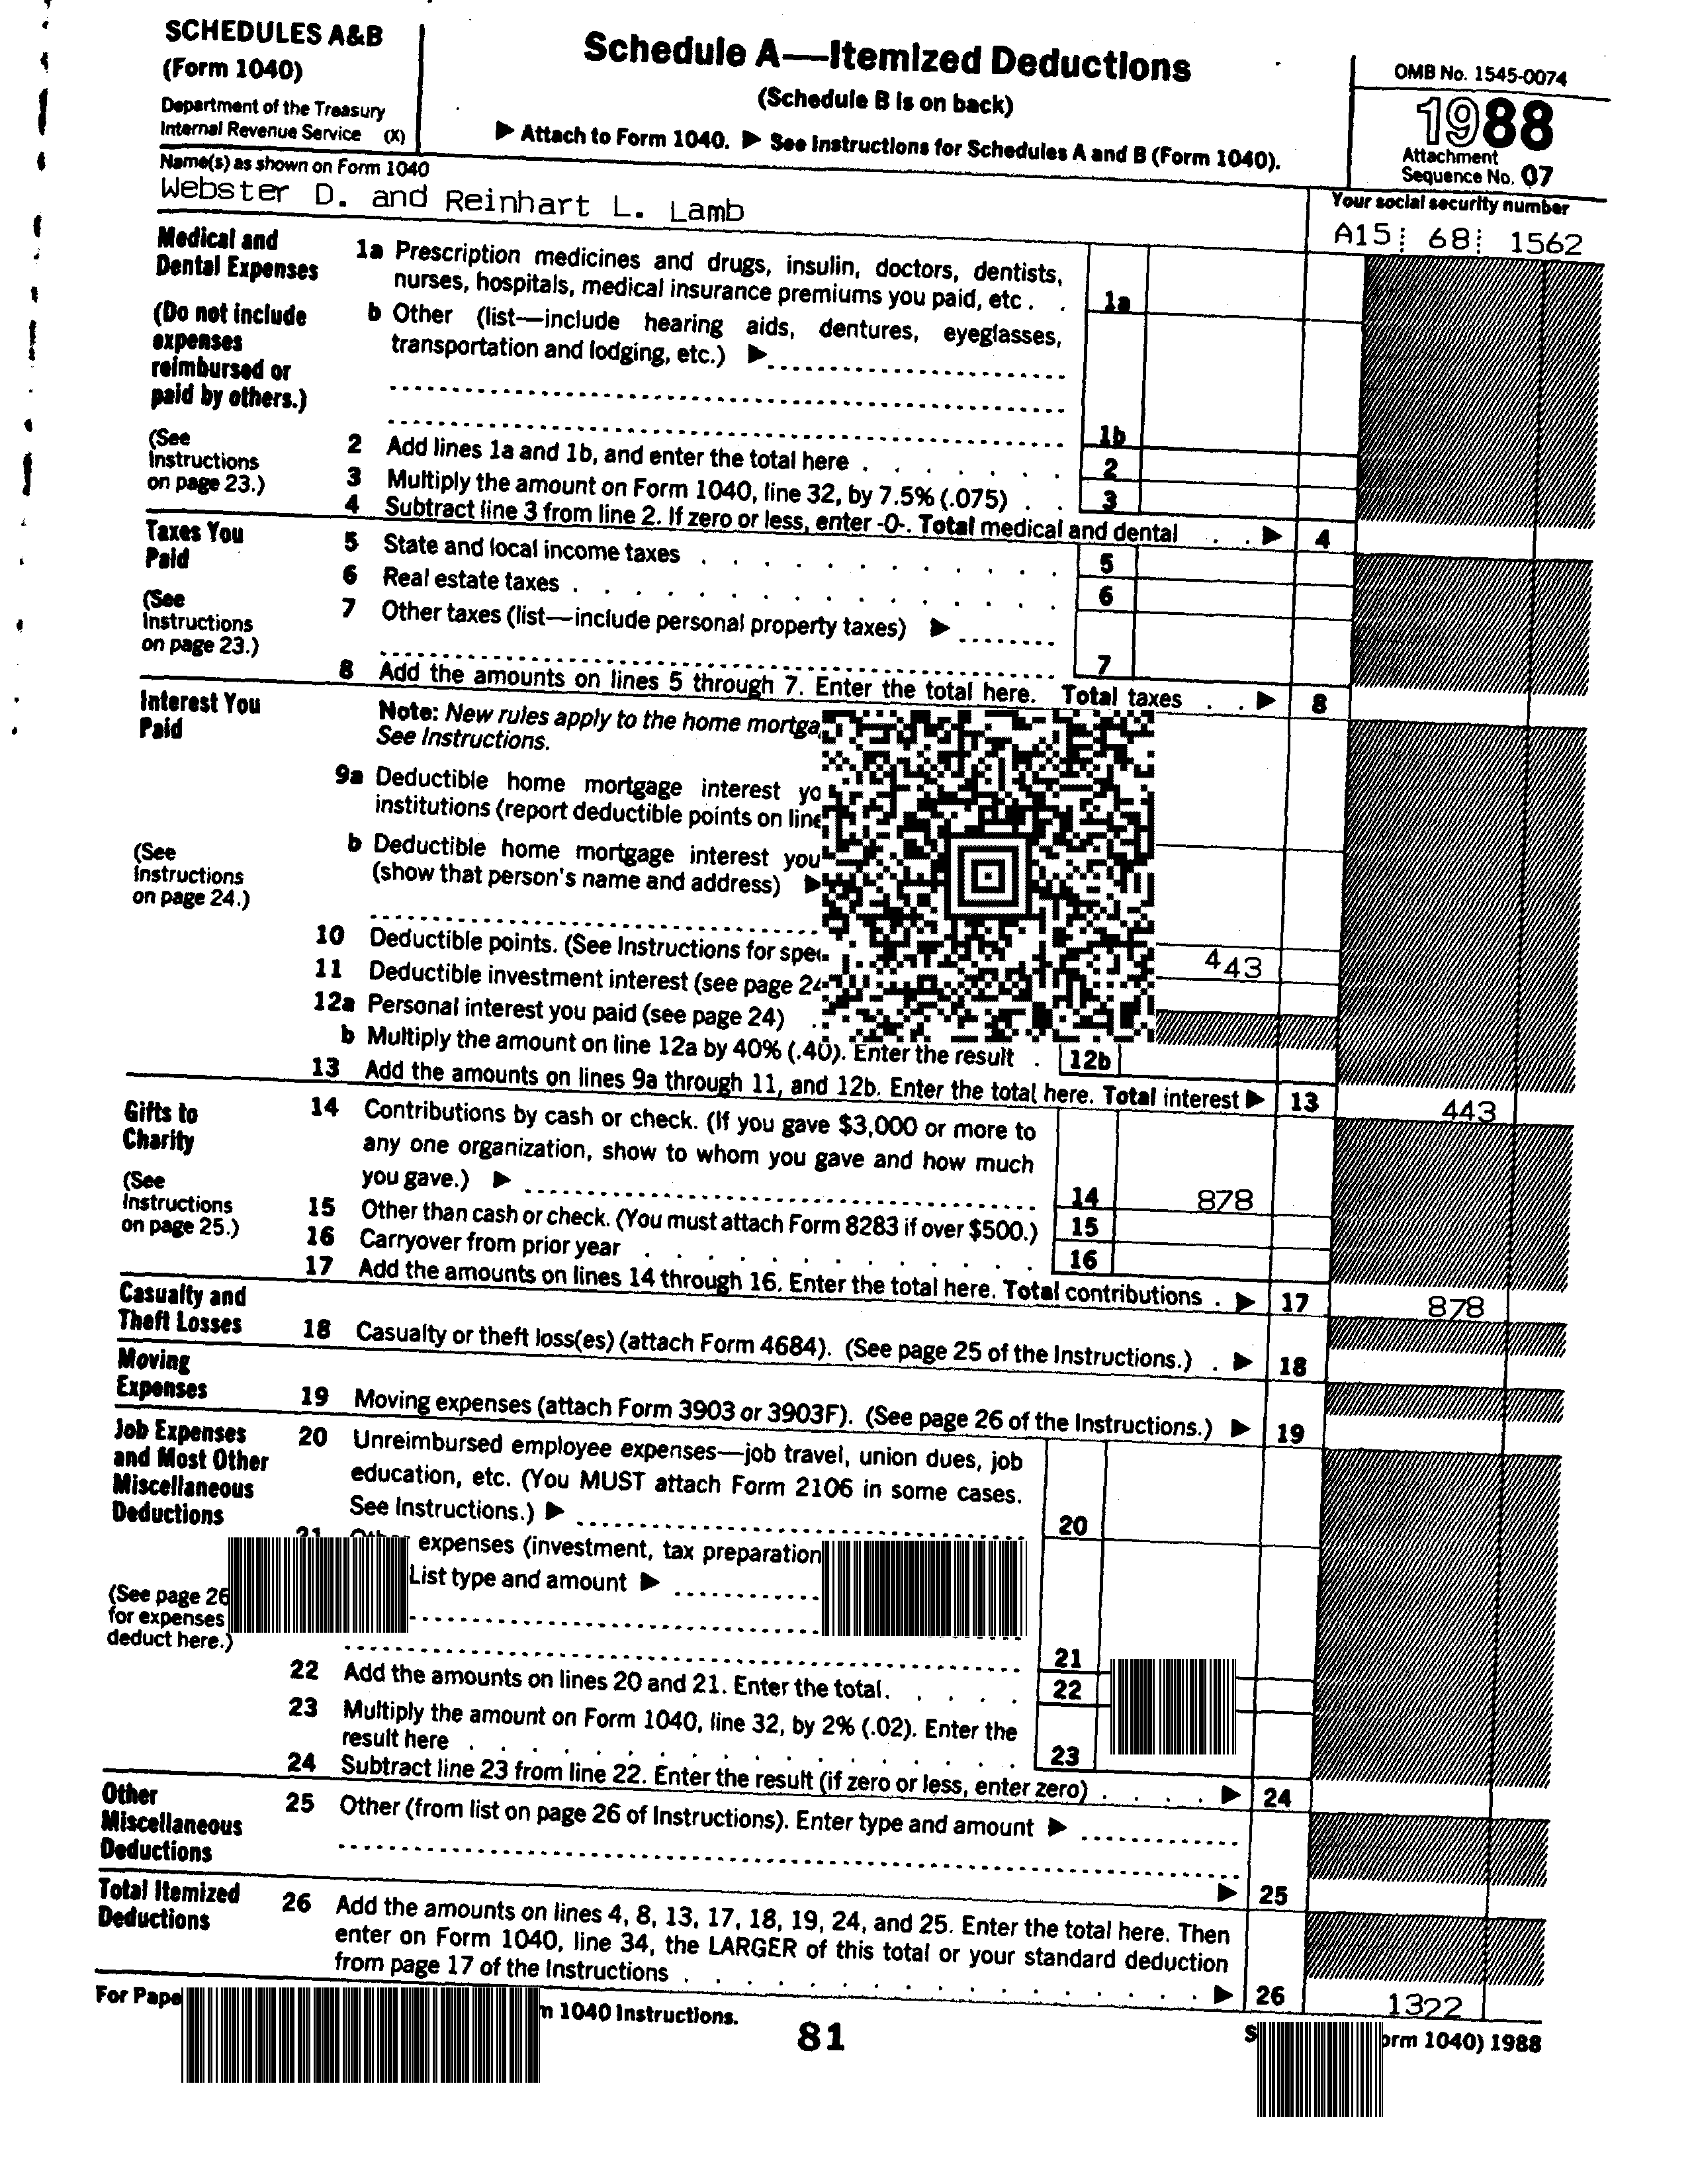 SCHEDULES A&B
(Form 1040)
Department of the Treasury
Internal Revenue Service (X)
Schedule A—Itemized Deductions
(Schedule B is on back)
▶ Attach to Form 1040. ▶ See Instructions for Schedules A and B (Form 1040).
OMB No. 1545-0074
1988
Attachment
Sequence No. 07
Name(s) as shown on Form 1040
Webster D. and Reinhart L. Lamb
Your social security number
A15 68 1562
Medical and
Dental Expenses
(Do not include
expenses
reimbursed or
paid by others.)
(See
Instructions
on page 23.)
1a Prescription medicines and drugs, insulin, doctors, dentists,
nurses, hospitals, medical insurance premiums you paid, etc . . 1a
b Other (list—include hearing aids, dentures, eyeglasses,
transportation and lodging, etc.) ▶
1b
2 Add lines 1a and 1b, and enter the total here . . . . . . . 2
3 Multiply the amount on Form 1040, line 32, by 7.5% (.075) . . 3
4 Subtract line 3 from line 2. If zero or less, enter -0-. Total medical and dental . . ▶ 4
Taxes You
Paid
(See
Instructions
on page 23.)
5 State and local income taxes . . . . . . . . . . . . 5
6 Real estate taxes . . . . . . . . . . . . . . . . 6
7 Other taxes (list—include personal property taxes) ▶
7
8 Add the amounts on lines 5 through 7. Enter the total here. Total taxes . . ▶ 8
Interest You
Paid
(See
Instructions
on page 24.)
Note: New rules apply to the home
See Instructions.
9a Deductible home mortgage interest
institutions (report deductible points on
b Deductible home mortgage interest you
(show that person's name and address) ▶
10 Deductible points. (See Instructions for
11 Deductible investment interest (see page 443
12a Personal interest you paid (see page 24)
b Multiply the amount on line 12a by 40% (.40). Enter the result . 12b
13 Add the amounts on lines 9a through 11, and 12b. Enter the total here. Total interest ▶ 13 443
Gifts to
Charity
(See
Instructions
on page 25.)
14 Contributions by cash or check. (If you gave $3,000 or more to
any one organization, show to whom you gave and how much
you gave.) ▶ 14 878
15 Other than cash or check. (You must attach Form 8283 if over $500.) 15
16 Carryover from prior year . . . . . . . . . . . . . 16
17 Add the amounts on lines 14 through 16. Enter the total here. Total contributions . ▶ 17 878
Casualty and
Theft Losses
18 Casualty or theft loss(es) (attach Form 4684). (See page 25 of the Instructions.) . ▶ 18
Moving
Expenses
19 Moving expenses (attach Form 3903 or 3903F). (See page 26 of the Instructions.) ▶ 19
Job Expenses
and Most Other
Miscellaneous
Deductions
(See page 26
for expenses
deduct here.)
20 Unreimbursed employee expenses—job travel, union dues, job
education, etc. (You MUST attach Form 2106 in some cases.
See Instructions.) ▶ 20
expenses (investment, tax preparation
List type and amount ▶
21
22 Add the amounts on lines 20 and 21. Enter the total. . . . . 22
23 Multiply the amount on Form 1040, line 32, by 2% (.02). Enter the
result here . . . . . . . . . . . . . . . . . . 23
24 Subtract line 23 from line 22. Enter the result (if zero or less, enter zero) . . . . ▶ 24
Other
Miscellaneous
Deductions
25 Other (from list on page 26 of Instructions). Enter type and amount ▶
▶ 25
Total Itemized
Deductions
26 Add the amounts on lines 4, 8, 13, 17, 18, 19, 24, and 25. Enter the total here. Then
enter on Form 1040, line 34, the LARGER of this total or your standard deduction
from page 17 of the Instructions . . . . . . . . . . . . . . ▶ 26 1322
For 1040 Instructions.
81
1040) 1988